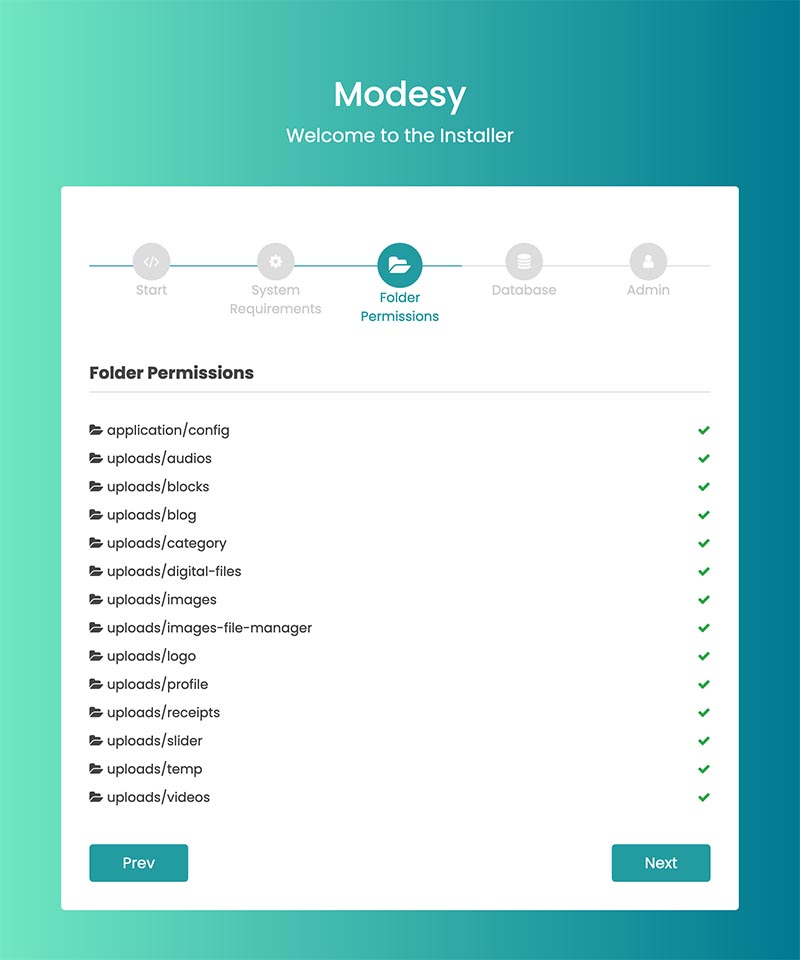 Modesy
Welcome to the Installer
Start
System
Requirements
Folder
Permissions
Database
Admin
Folder Permissions
application/config
uploads/audios
uploads/blocks
uploads/blog
uploads/category
uploads/digital-files
uploads/images
uploads/images-file-manager
uploads/logo
uploads/profile
uploads/receipts
uploads/slider
uploads/temp
uploads/videos
Prev
Next